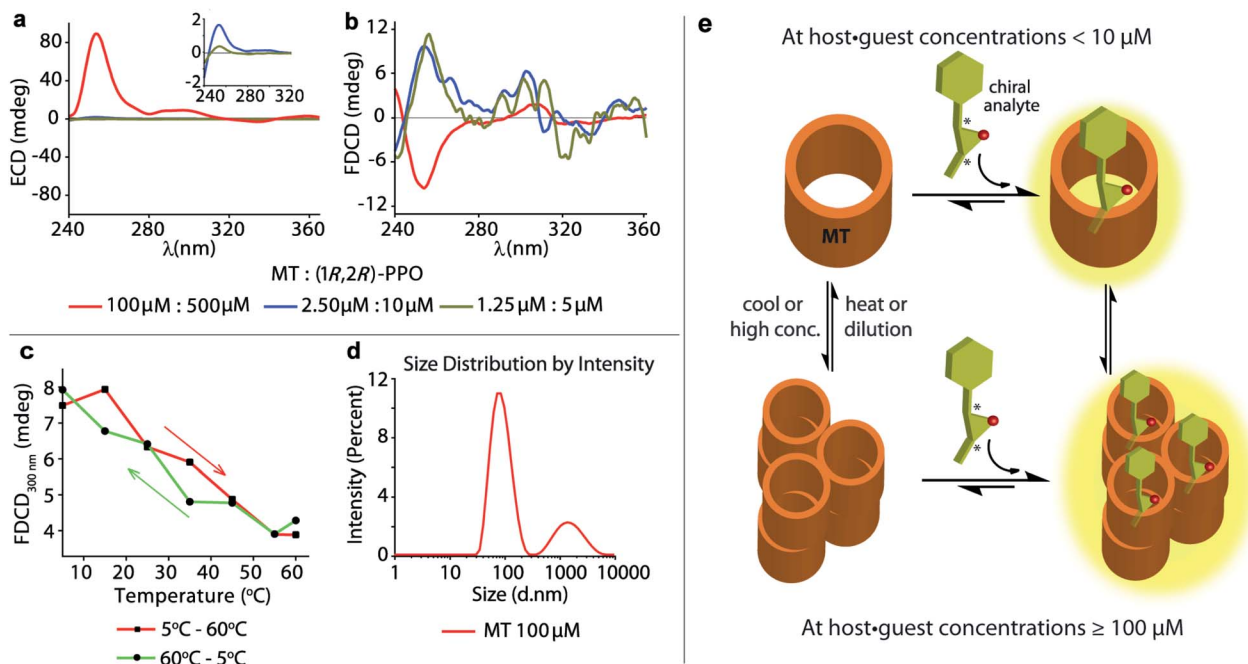 a
ECD (mdeg)
80
40
0
-40
-80
2
0
-2
240 280 320
240 280 320 360
λ(nm)
b
FDCD (mdeg)
12
6
0
-6
-12
240 280 320 360
λ(nm)
MT : (1R,2R)-PPO
100µM : 500µM 2.50µM :10µM 1.25µM : 5µM
c
FDCD300 nm (mdeg)
8
7
6
5
4
10 20 30 40 50 60
Temperature (ºC)
5ºC - 60ºC
60ºC - 5ºC
d
Size Distribution by Intensity
Intensity (Percent)
12
8
4
0
1 10 100 1000 10000
Size (d.nm)
MT 100µM
e
At host•guest concentrations < 10 µM
chiral
analyte
*
*
MT
cool or
high conc.
heat or
dilution
*
*
At host•guest concentrations ≥ 100 µM